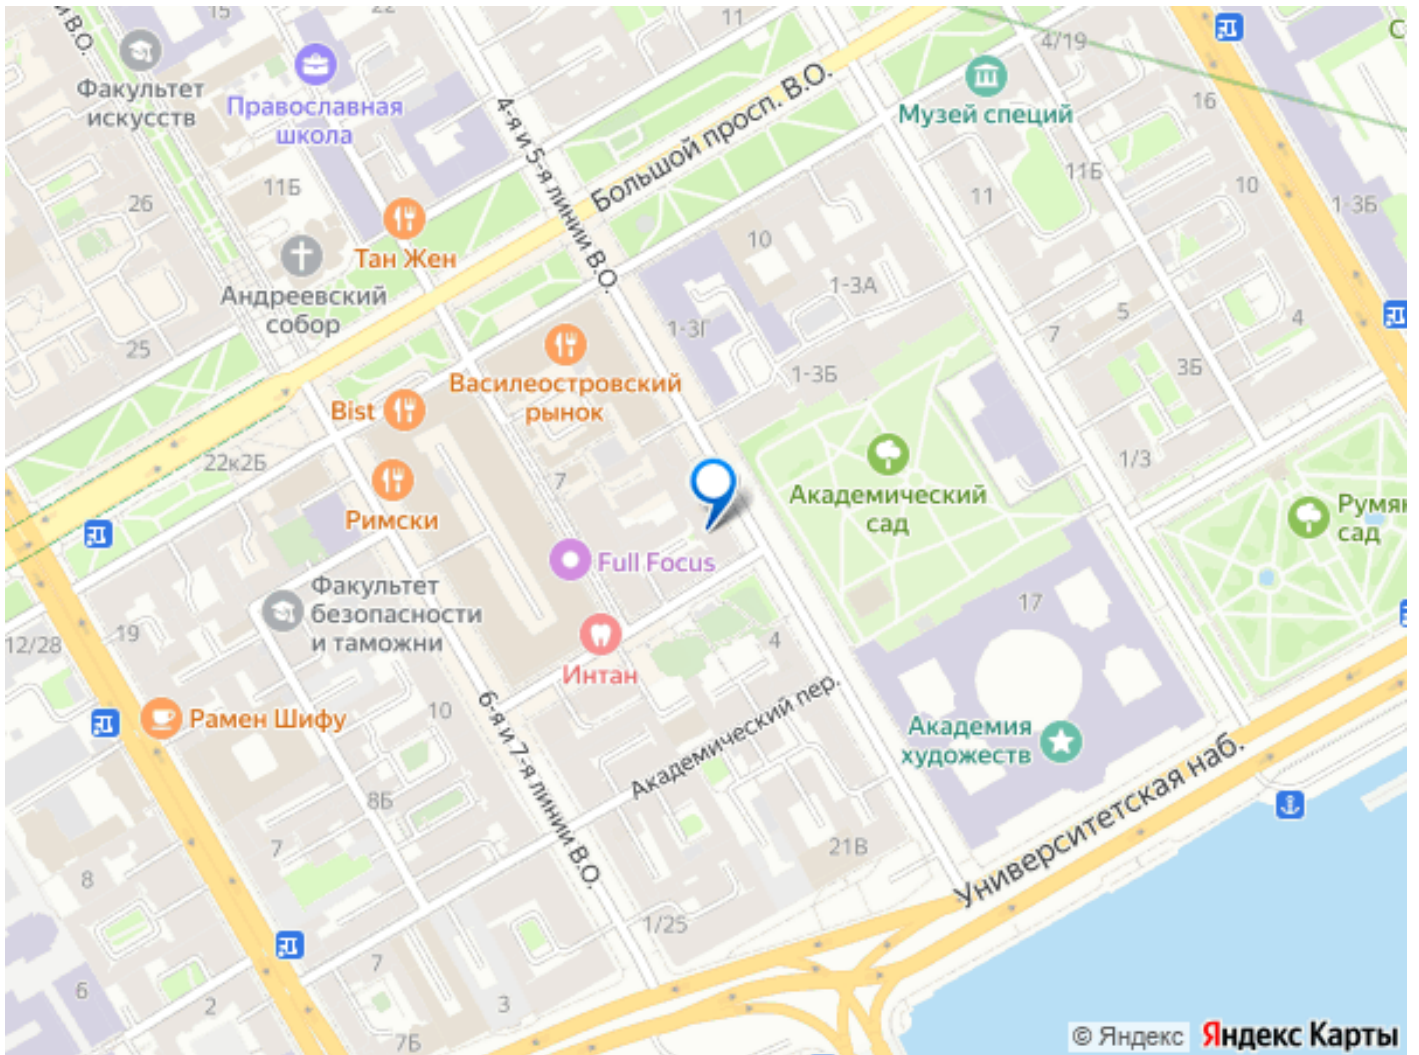 В.О.
15
22
11
4/19
Факультет
искусств
Православная
школа
Музей специй
16
4-я и 5-я линии В.О.
Большой просп. В.О.
11Б
26
11Б
11
10
1-3Б
Тан Жен
10
Андреевский
собор
1-3А
5
4
25
1-3Г
7
Василеостровский
рынок
1-3Б
3Б
Bist
22к2Б
7
1/3
Академический
сад
Румян
сад
Римски
Full Focus
Факультет
безопасности
и таможни
17
12/28
19
4
Интан
Рамен Шифу
10
6-я и 7-я линии В.О.
Академический пер.
Академия
художеств
Университетская наб.
8Б
7
21В
8
1/25
7
6
2
3
7Б
© Яндекс Яндекс Карты